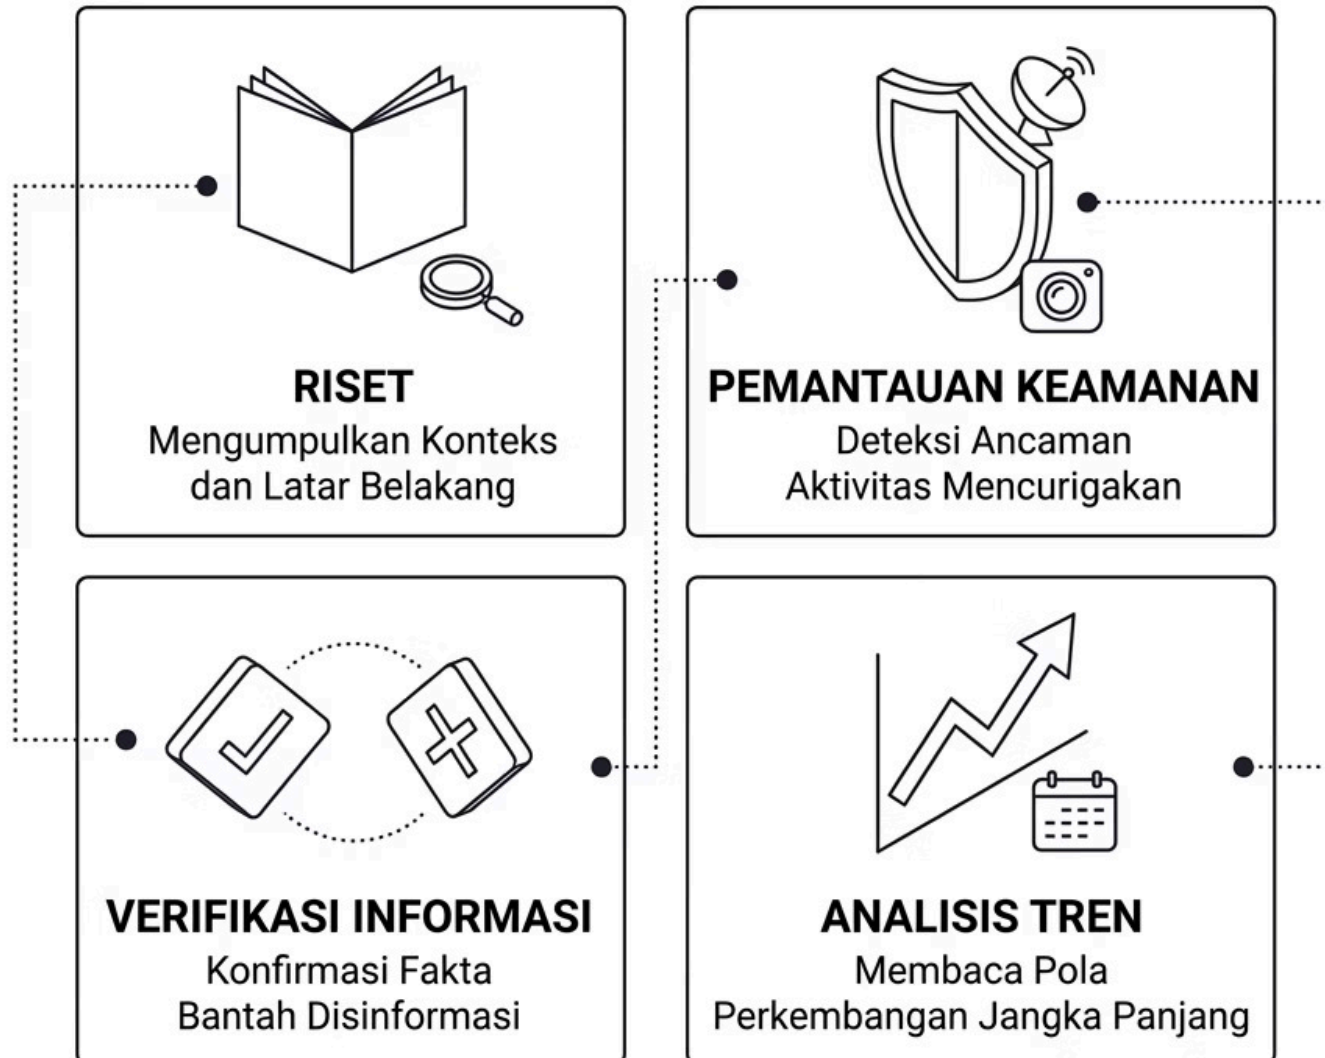 RISET
Mengumpulkan Konteks
dan Latar Belakang
PEMANTAUAN KEAMANAN
Deteksi Ancaman
Aktivitas Mencurigakan
VERIFIKASI INFORMASI
Konfirmasi Fakta
Bantah Disinformasi
ANALISIS TREN
Membaca Pola
Perkembangan Jangka Panjang